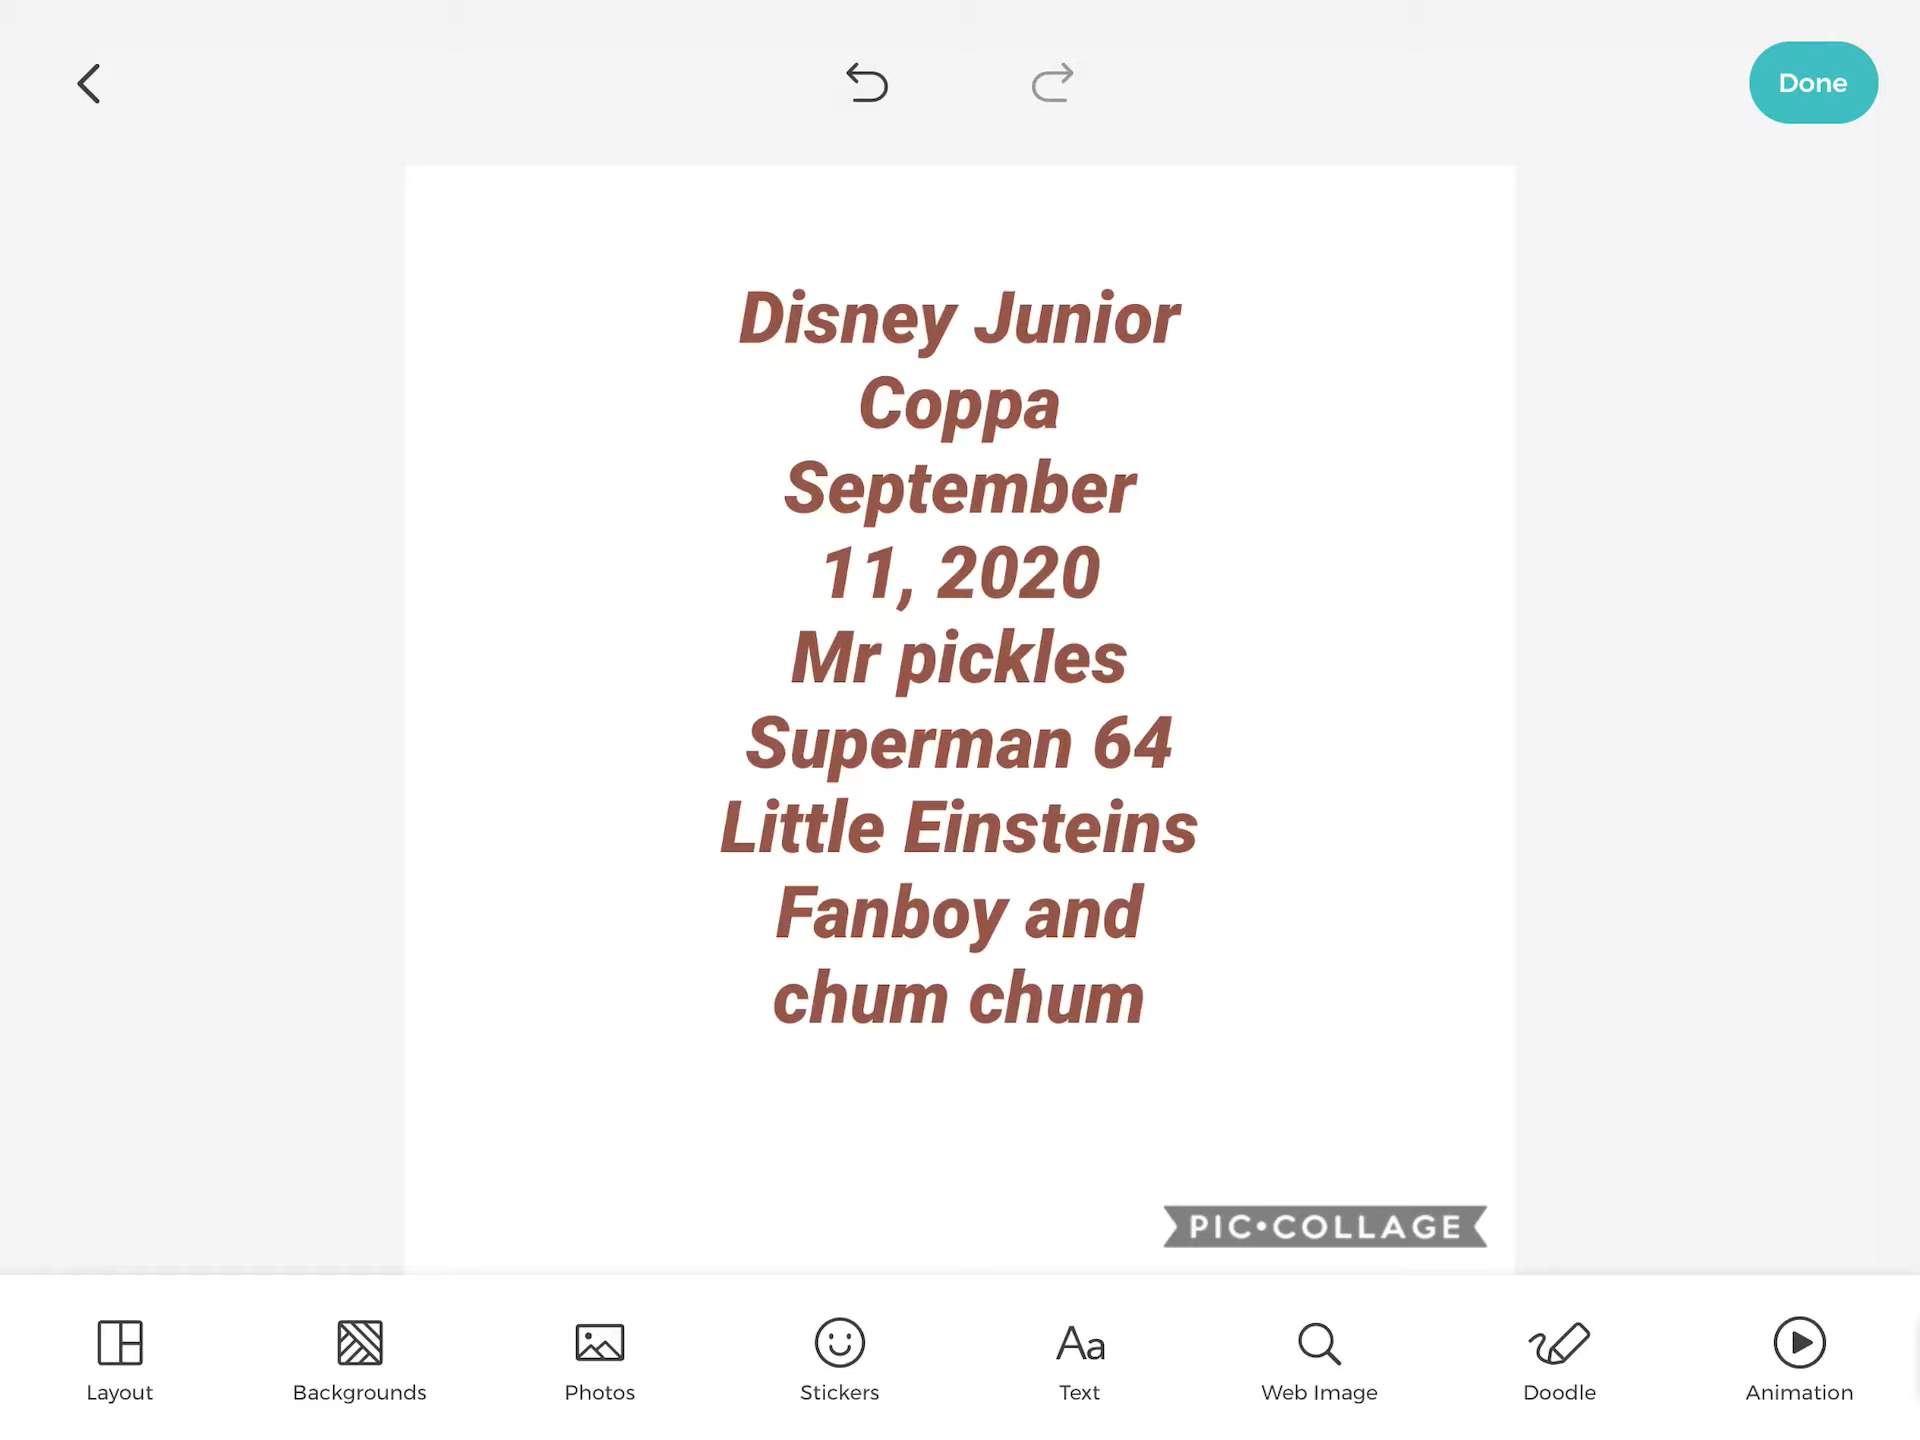 Done
Disney Junior
Coppa
September
11, 2020
Mr pickles
Superman 64
Little Einsteins
Fanboy and
chum chum
PIC•COLLAGE
Layout
Backgrounds
Photos
Stickers
Aa
Text
Web Image
Doodle
Animation